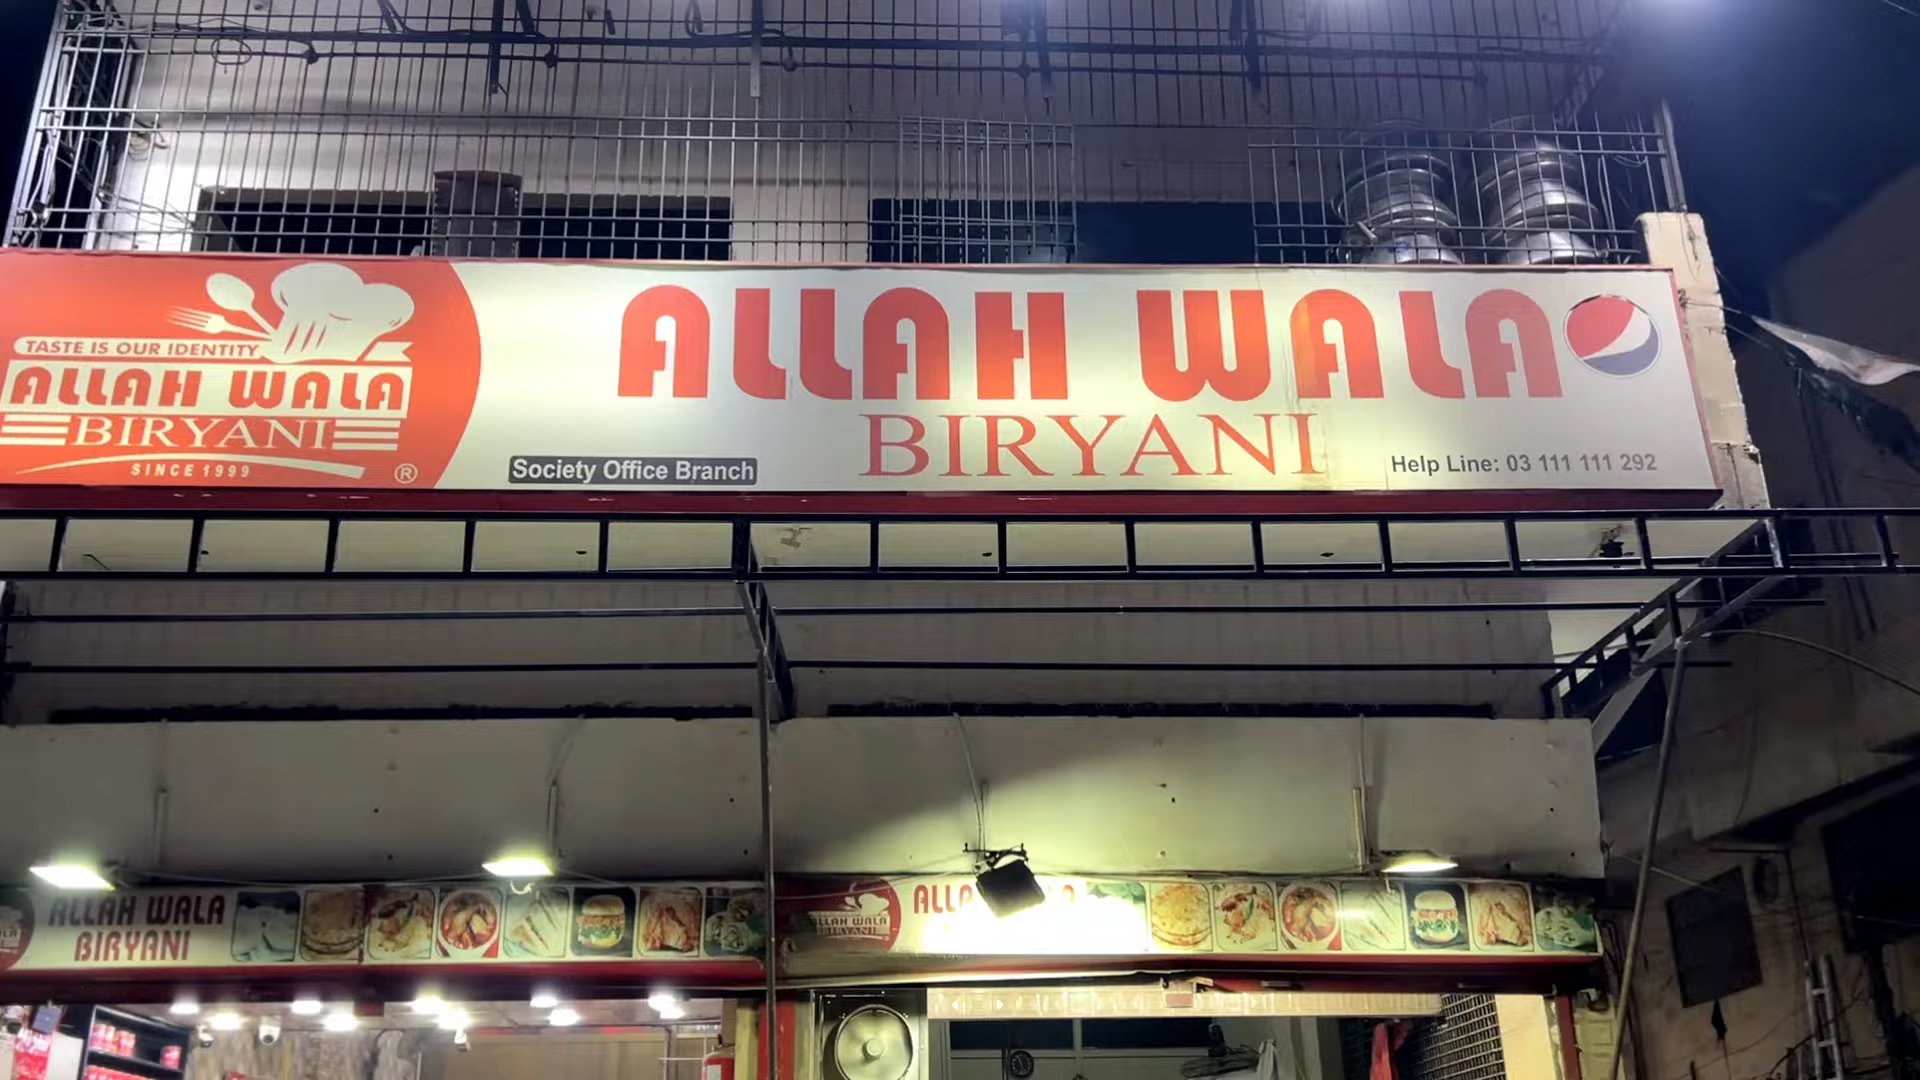 TASTE IS OUR IDENTITY
ALLAH WALA
BIRYANI
SINCE 1999
®
ALLAH WALA
BIRYANI
Society Office Branch
Help Line: 03 111 111 292
ALLAH WALA
BIRYANI
ALLAH WALA
BIRYANI